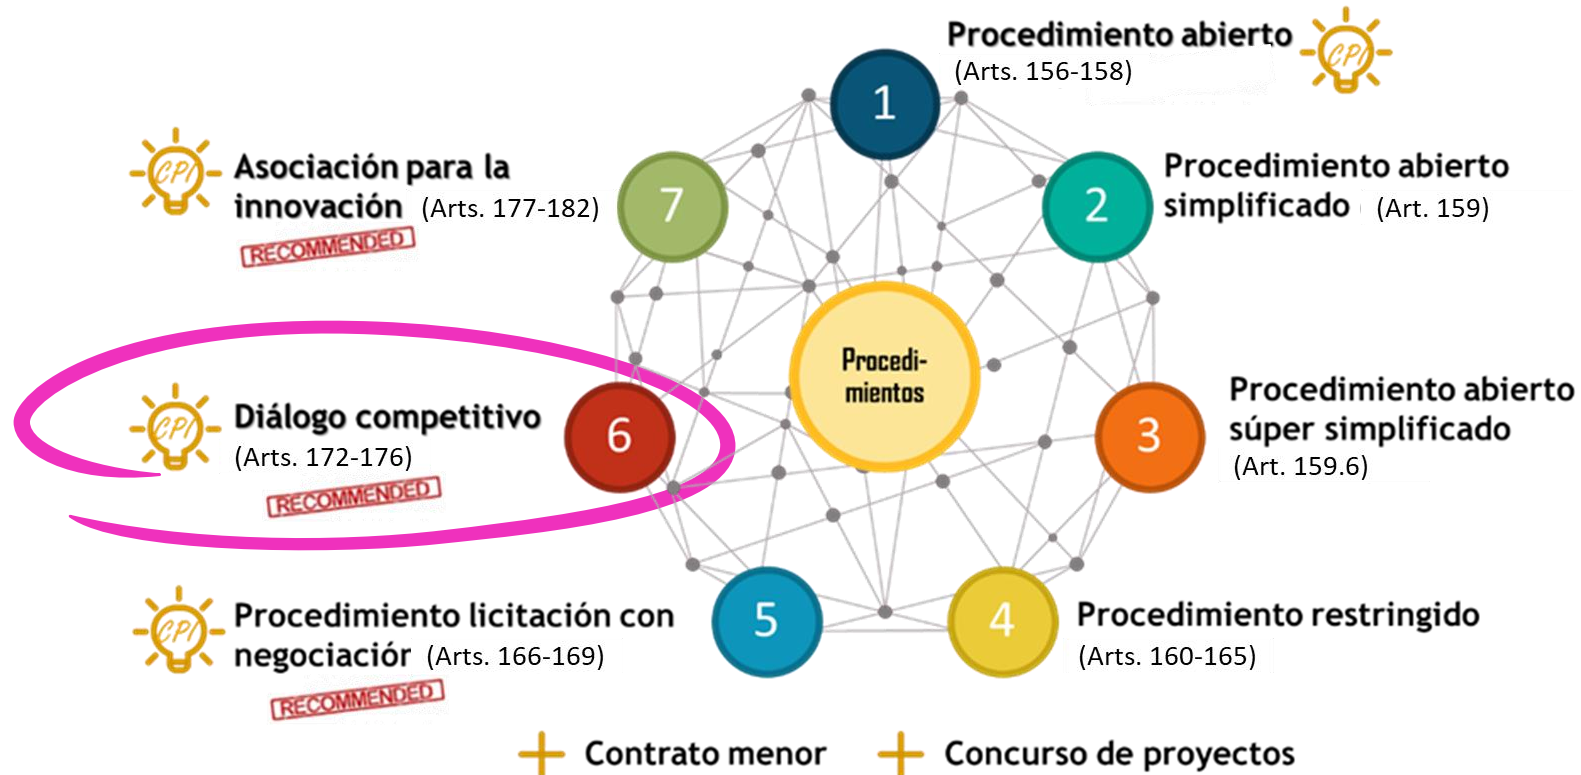 Procedimiento abierto
CPI
(Arts. 156-158)
1
Procedimiento abierto
simplificado (Art. 159)
2
Procedimiento abierto
súper simplificado
(Art. 159.6)
3
Procedimiento restringido
(Arts. 160-165)
4
CPI
Procedimiento licitación con
negociaciór (Arts. 166-169)
RECOMMENDED
5
CPI
Diálogo competitivo
(Arts. 172-176)
RECOMMENDED
6
CPI
Asociación para la
innovación (Arts. 177-182)
RECOMMENDED
7
Procedi-
mientos
Contrato menor
Concurso de proyectos